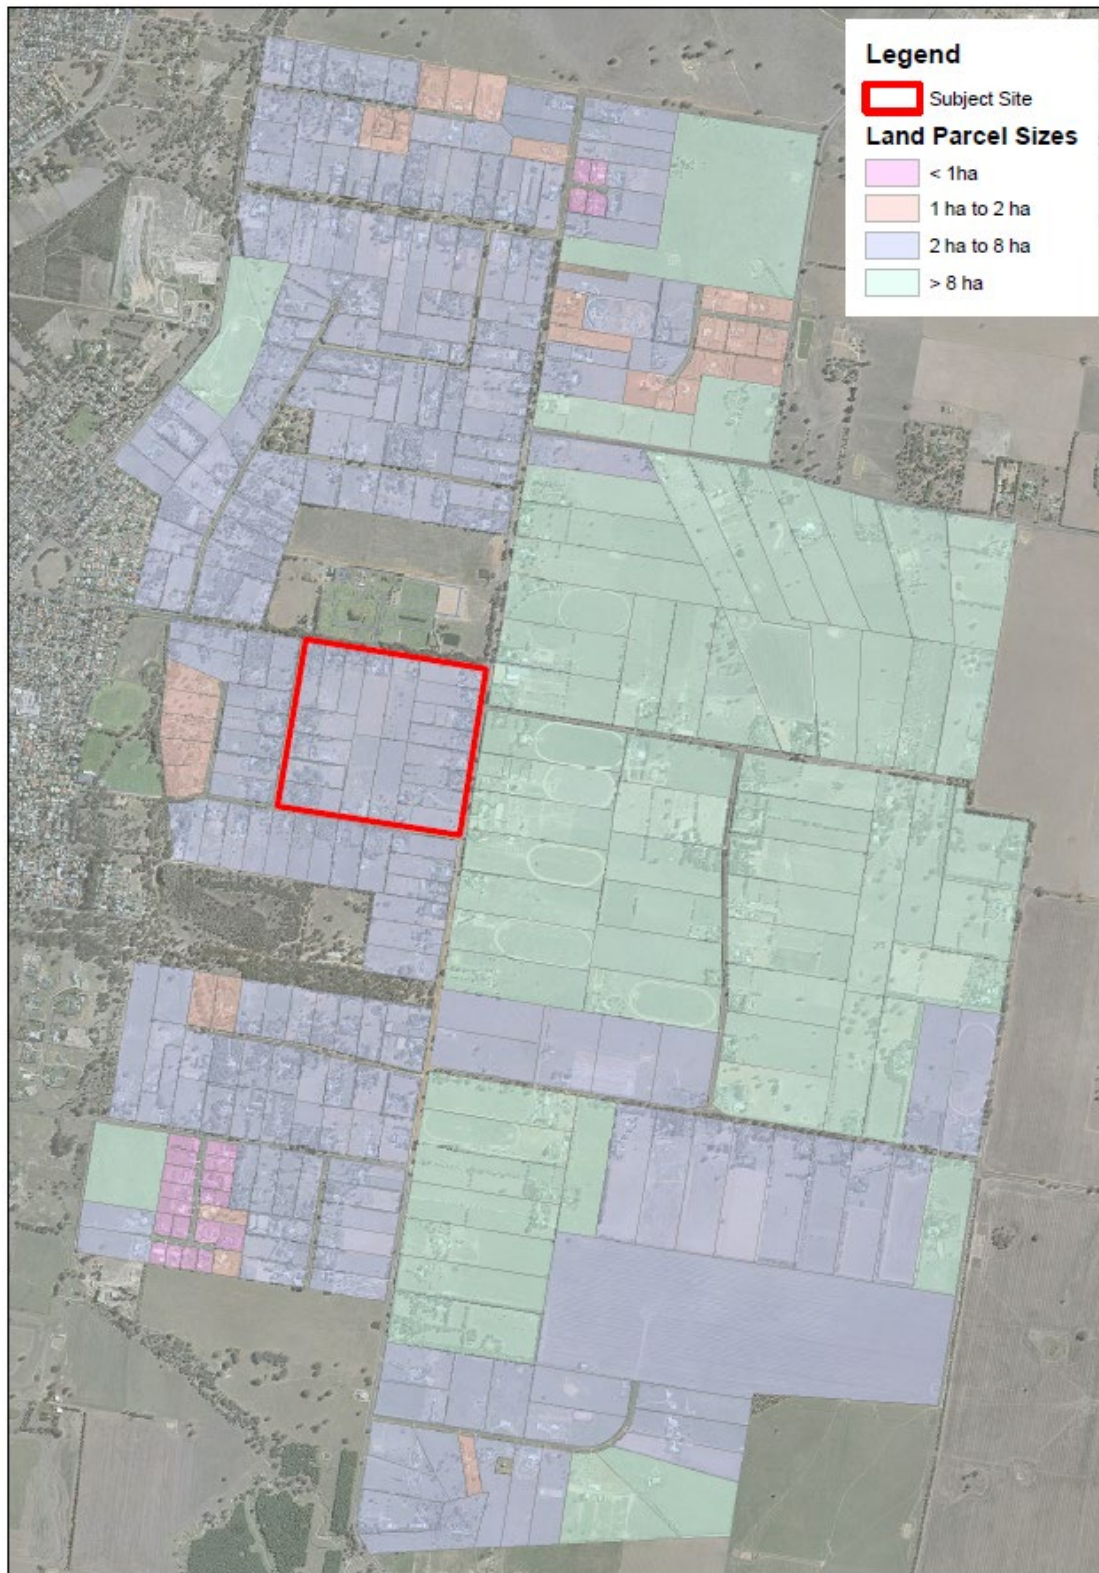 Legend
Subject Site
Land Parcel Sizes
< 1ha
1 ha to 2 ha
2 ha to 8 ha
> 8 ha